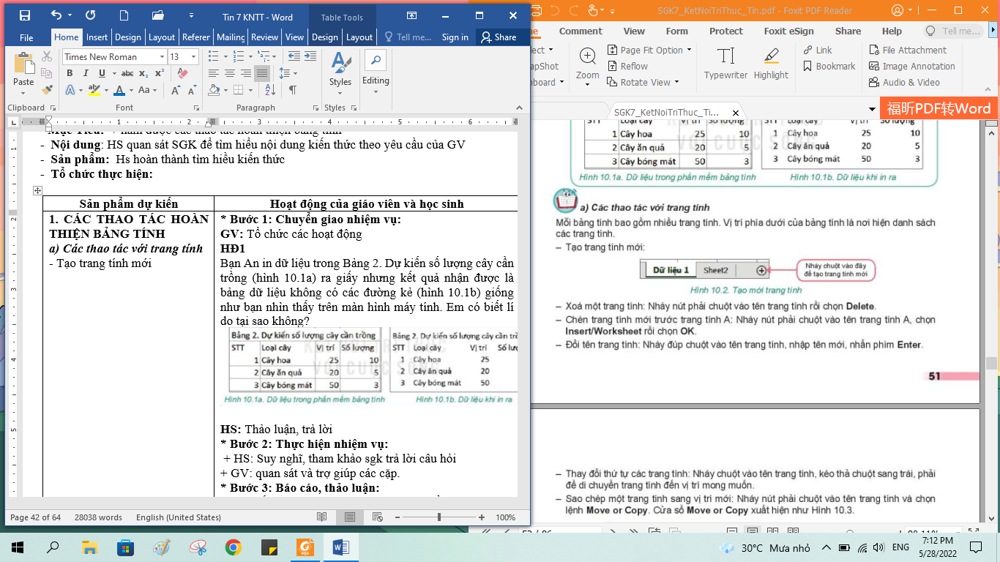 Tin 7 KNTT - Word
Table Tools
File
Home
Insert
Design
Layout
Referer
Mailing
Review
View
Design
Layout
Tell me...
Sign in
Share
Times New Roman
13
Paste
Styles
Editing
Clipboard
Font
Paragraph
Styles
- Nội dung: HS quan sát SGK để tìm hiểu nội dung kiến thức theo yêu cầu của GV
- Sản phẩm: Hs hoàn thành tìm hiểu kiến thức
- Tổ chức thực hiện:
Sản phẩm dự kiến
Hoạt động của giáo viên và học sinh
1. CÁC THAO TÁC HOÀN
THIỆN BẢNG TÍNH
a) Các thao tác với trang tính
- Tạo trang tính mới
* Bước 1: Chuyển giao nhiệm vụ:
GV: Tổ chức các hoạt động
HĐ1
Bạn An in dữ liệu trong Bảng 2. Dự kiến số lượng cây cần
trồng (hình 10.1a) ra giấy nhưng kết quả nhận được là
bảng dữ liệu không có các đường kẻ (hình 10.1b) giống
như bạn nhìn thấy trên màn hình máy tính. Em có biết lí
do tại sao không?
Bảng 2. Dự kiến số lượng cây cần trồng
STT Loại cây Vị trí Số lượng
1 Cây hoa 25 10
2 Cây ăn quả 20 5
3 Cây bóng mát 50 3
Hình 10.1a. Dữ liệu trong phần mềm bảng tính
Bảng 2. Dự kiến số lượng cây cần trồng
STT Loại cây Vị trí Số lượ
1 Cây hoa 25
2 Cây ăn quả 20
3 Cây bóng mát 50
Hình 10.1b. Dữ liệu khi in ra
HS: Thảo luận, trả lời
* Bước 2: Thực hiện nhiệm vụ:
+ HS: Suy nghĩ, tham khảo sgk trả lời câu hỏi
+ GV: quan sát và trợ giúp các cặp.
* Bước 3: Báo cáo, thảo luận:
Page 42 of 64
28038 words
English (United States)
100%
SGK7_KetNoiTriThuc_Tin.pdf - Foxit PDF Reader
Comment
View
Form
Protect
Foxit eSign
Share
Help
Tell me...
Zoom
Page Fit Option
Reflow
Rotate View
Typewriter
Highlight
Link
Bookmark
File Attachment
Image Annotation
Audio & Video
SGK7_KetNoiTriThuc_Ti...
福昕PDF转Word
STT Loại cây Vị trí Số lượng
1 Cây hoa 25 10
2 Cây ăn quả 20 5
3 Cây bóng mát 50 3
Hình 10.1a. Dữ liệu trong phần mềm bảng tính
STT Loại cây Vị trí Số lượng
1 Cây hoa 25 10
2 Cây ăn quả 20 5
3 Cây bóng mát 50 3
Hình 10.1b. Dữ liệu khi in ra
a) Các thao tác với trang tính
Mỗi bảng tính bao gồm nhiều trang tính. Vị trí phía dưới của bảng tính là nơi hiện danh sách
các trang tính.
– Tạo trang tính mới:
Dữ liệu 1
Sheet2
Nháy chuột vào đây
để tạo trang tính mới
Hình 10.2. Tạo mới trang tính
– Xoá một trang tính: Nháy nút phải chuột vào tên trang tính rồi chọn Delete.
– Chèn trang tính mới trước trang tính A: Nháy nút phải chuột vào tên trang tính A, chọn
Insert/Worksheet rồi chọn OK.
– Đổi tên trang tính: Nháy đúp chuột vào tên trang tính, nhập tên mới, nhấn phím Enter.
51
– Thay đổi thứ tự các trang tính: Nháy chuột vào tên trang tính, kéo thả chuột sang trái, phải
để di chuyển trang tính đến vị trí mong muốn.
– Sao chép một trang tính sang vị trí mới: Nháy nút phải chuột vào tên trang tính và chọn
lệnh Move or Copy. Cửa sổ Move or Copy xuất hiện như Hình 10.3.
30°C Mưa nhỏ
ENG
7:12 PM
5/28/2022